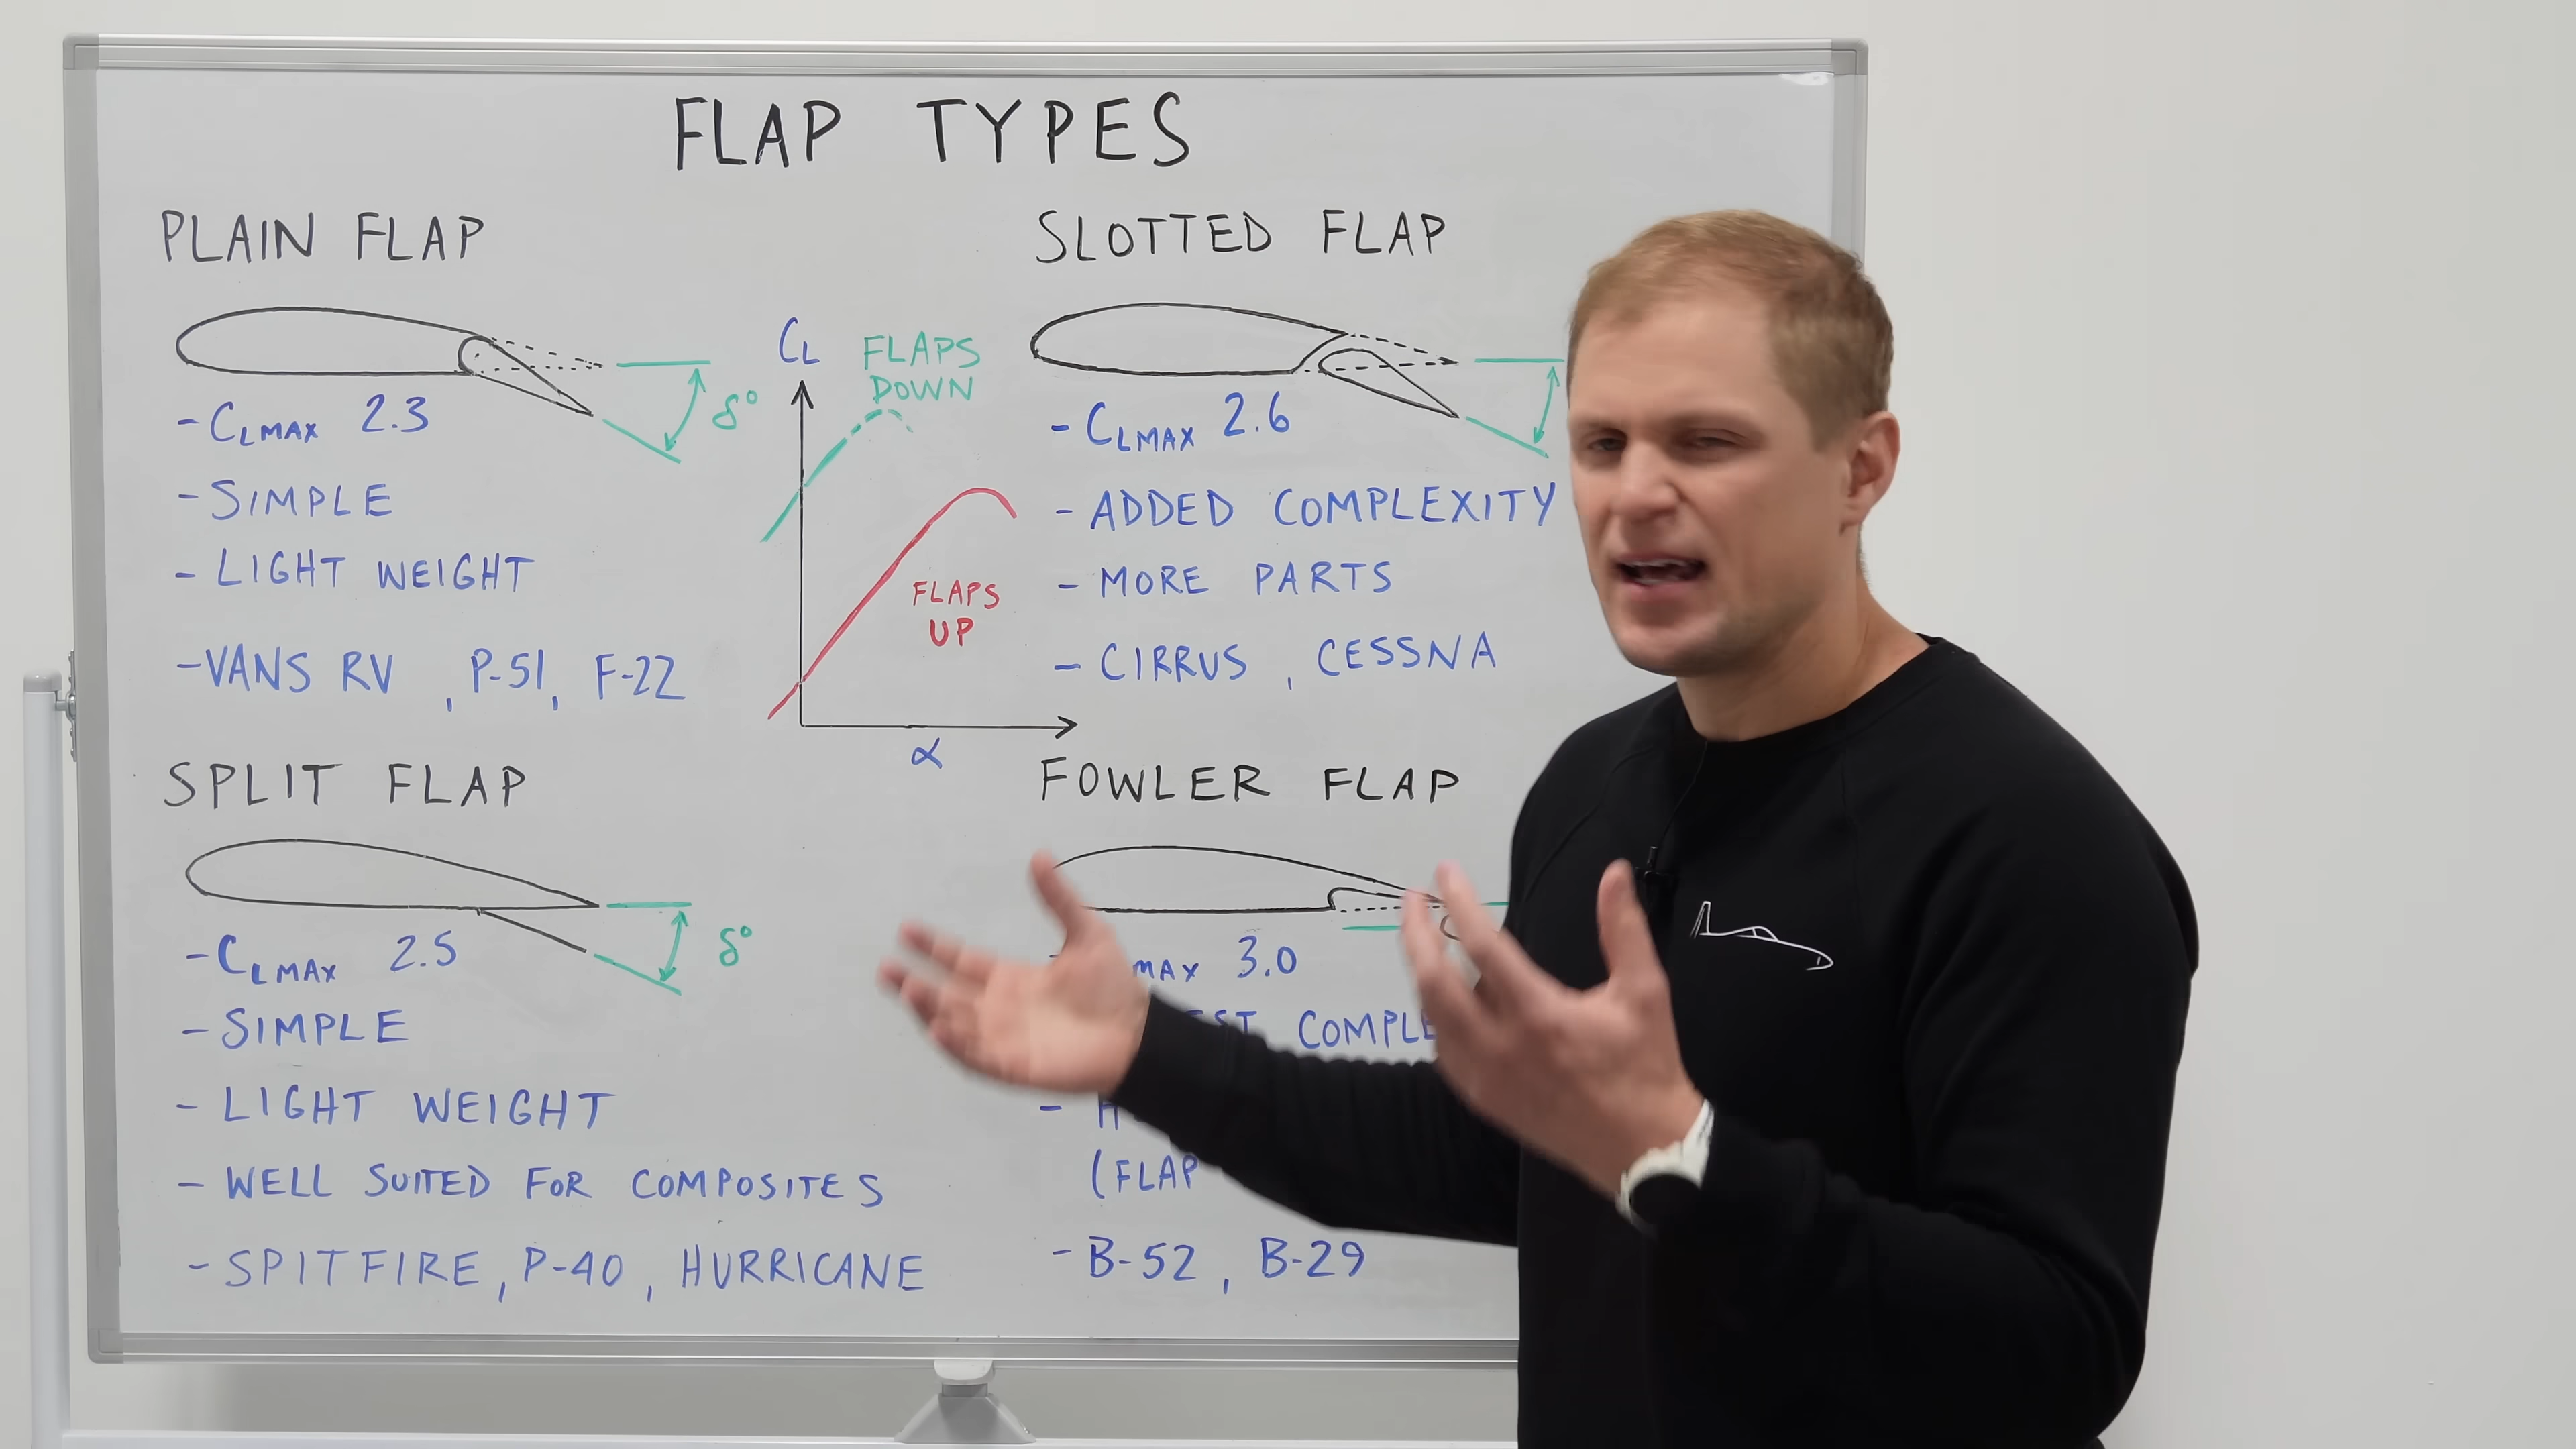 FLAP TYPES
PLAIN FLAP
δ°
- CLMAX 2.3
- SIMPLE
- LIGHT WEIGHT
- VANS RV , P-51, F-22
CL
FLAPS
DOWN
FLAPS
UP
α
SLOTTED FLAP
- CLMAX 2.6
- ADDED COMPLEXITY
- MORE PARTS
- CIRRUS , CESSNA
SPLIT FLAP
δ°
- CLMAX 2.5
- SIMPLE
- LIGHT WEIGHT
- WELL SUITED FOR COMPOSITES
- SPITFIRE, P-40, HURRICANE
FOWLER FLAP
MAX 3.0
(FLAP
- B-52 , B-29